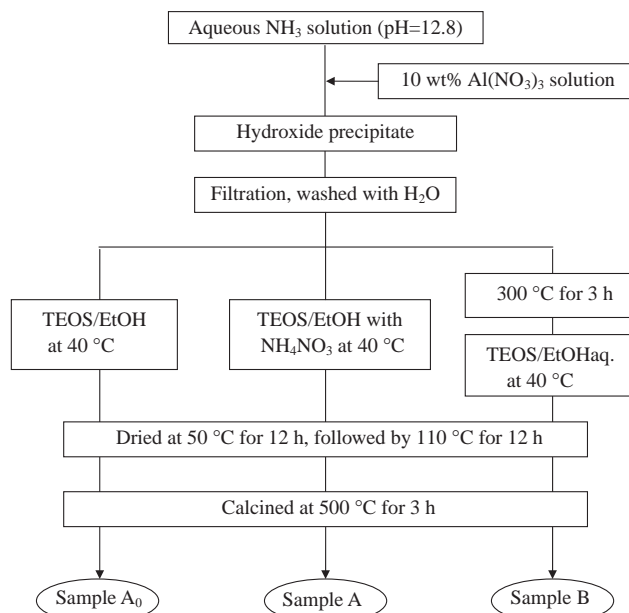 Aqueous NH₃ solution (pH=12.8)
10 wt% Al(NO₃)₃ solution
Hydroxide precipitate
Filtration, washed with H₂O
TEOS/EtOH
at 40 °C
TEOS/EtOH with
NH₄NO₃ at 40 °C
300 °C for 3 h
TEOS/EtOHaq.
at 40 °C
Dried at 50 °C for 12 h, followed by 110 °C for 12 h
Calcined at 500 °C for 3 h
Sample A₀
Sample A
Sample B